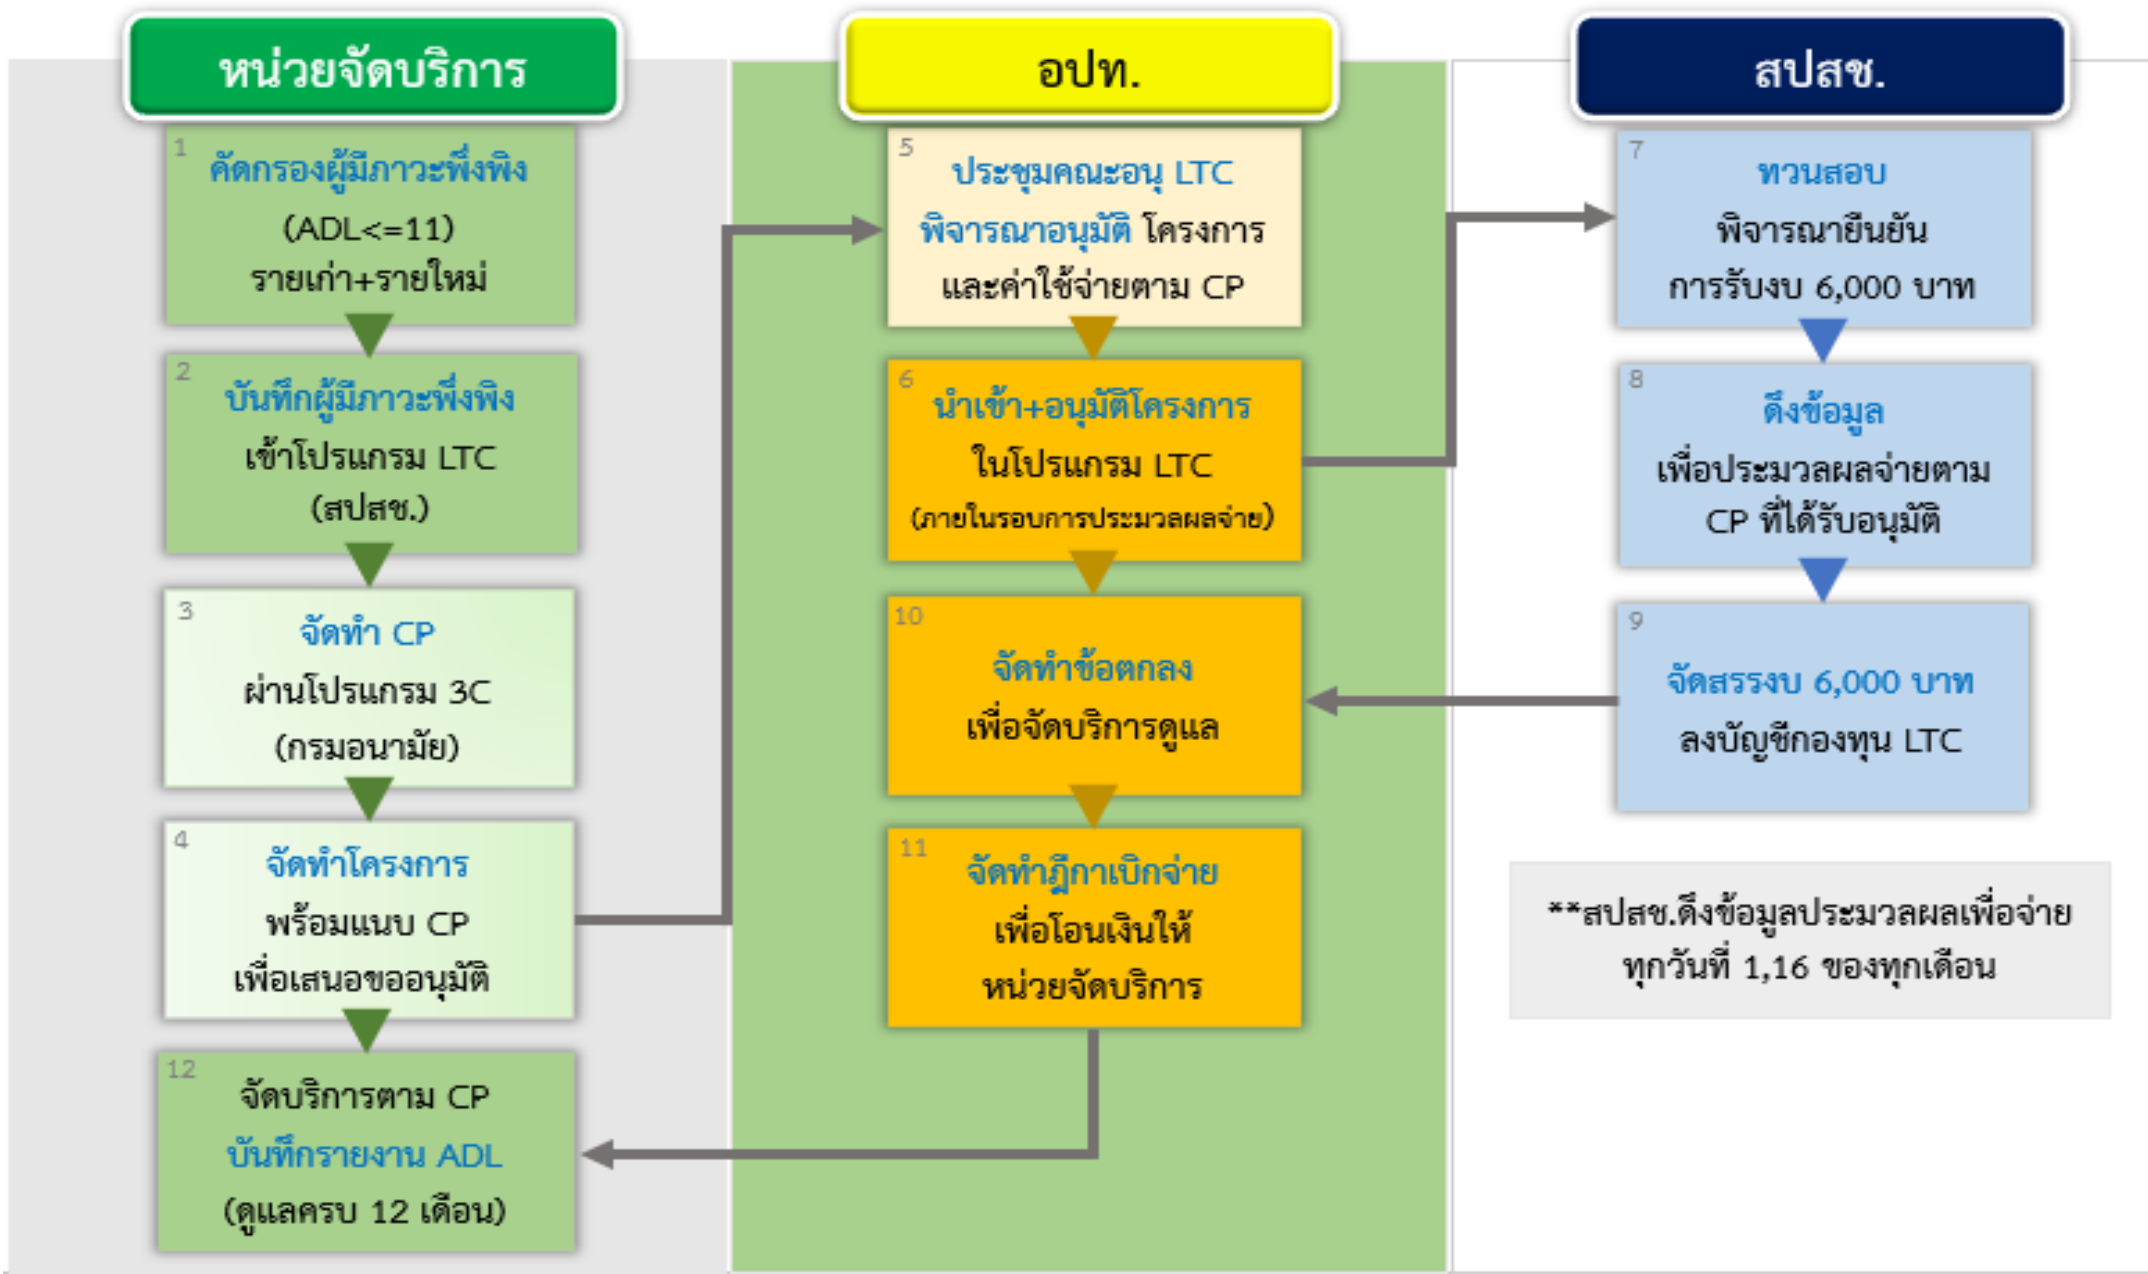 หน่วยจัดบริการ
1
คัดกรองผู้มีภาวะพึ่งพิง
(ADL<=11)
รายเก่า+รายใหม่
2
บันทึกผู้มีภาวะพึ่งพิง
เข้าโปรแกรม LTC
(สปสช.)
3
จัดทำ CP
ผ่านโปรแกรม 3C
(กรมอนามัย)
4
จัดทำโครงการ
พร้อมแนบ CP
เพื่อเสนอขออนุมัติ
12
จัดบริการตาม CP
บันทึกรายงาน ADL
(ดูแลครบ 12 เดือน)
อปท.
5
ประชุมคณะอนุ LTC
พิจารณาอนุมัติ โครงการ
และค่าใช้จ่ายตาม CP
6
นำเข้า+อนุมัติโครงการ
ในโปรแกรม LTC
(ภายในรอบการประมวลผลจ่าย)
10
จัดทำข้อตกลง
เพื่อจัดบริการดูแล
11
จัดทำฎีกาเบิกจ่าย
เพื่อโอนเงินให้
หน่วยจัดบริการ
สปสช.
7
ทวนสอบ
พิจารณายืนยัน
การรับงบ 6,000 บาท
8
ดึงข้อมูล
เพื่อประมวลผลจ่ายตาม
CP ที่ได้รับอนุมัติ
9
จัดสรรงบ 6,000 บาท
ลงบัญชีกองทุน LTC
**สปสช.ดึงข้อมูลประมวลผลเพื่อจ่าย
ทุกวันที่ 1,16 ของทุกเดือน